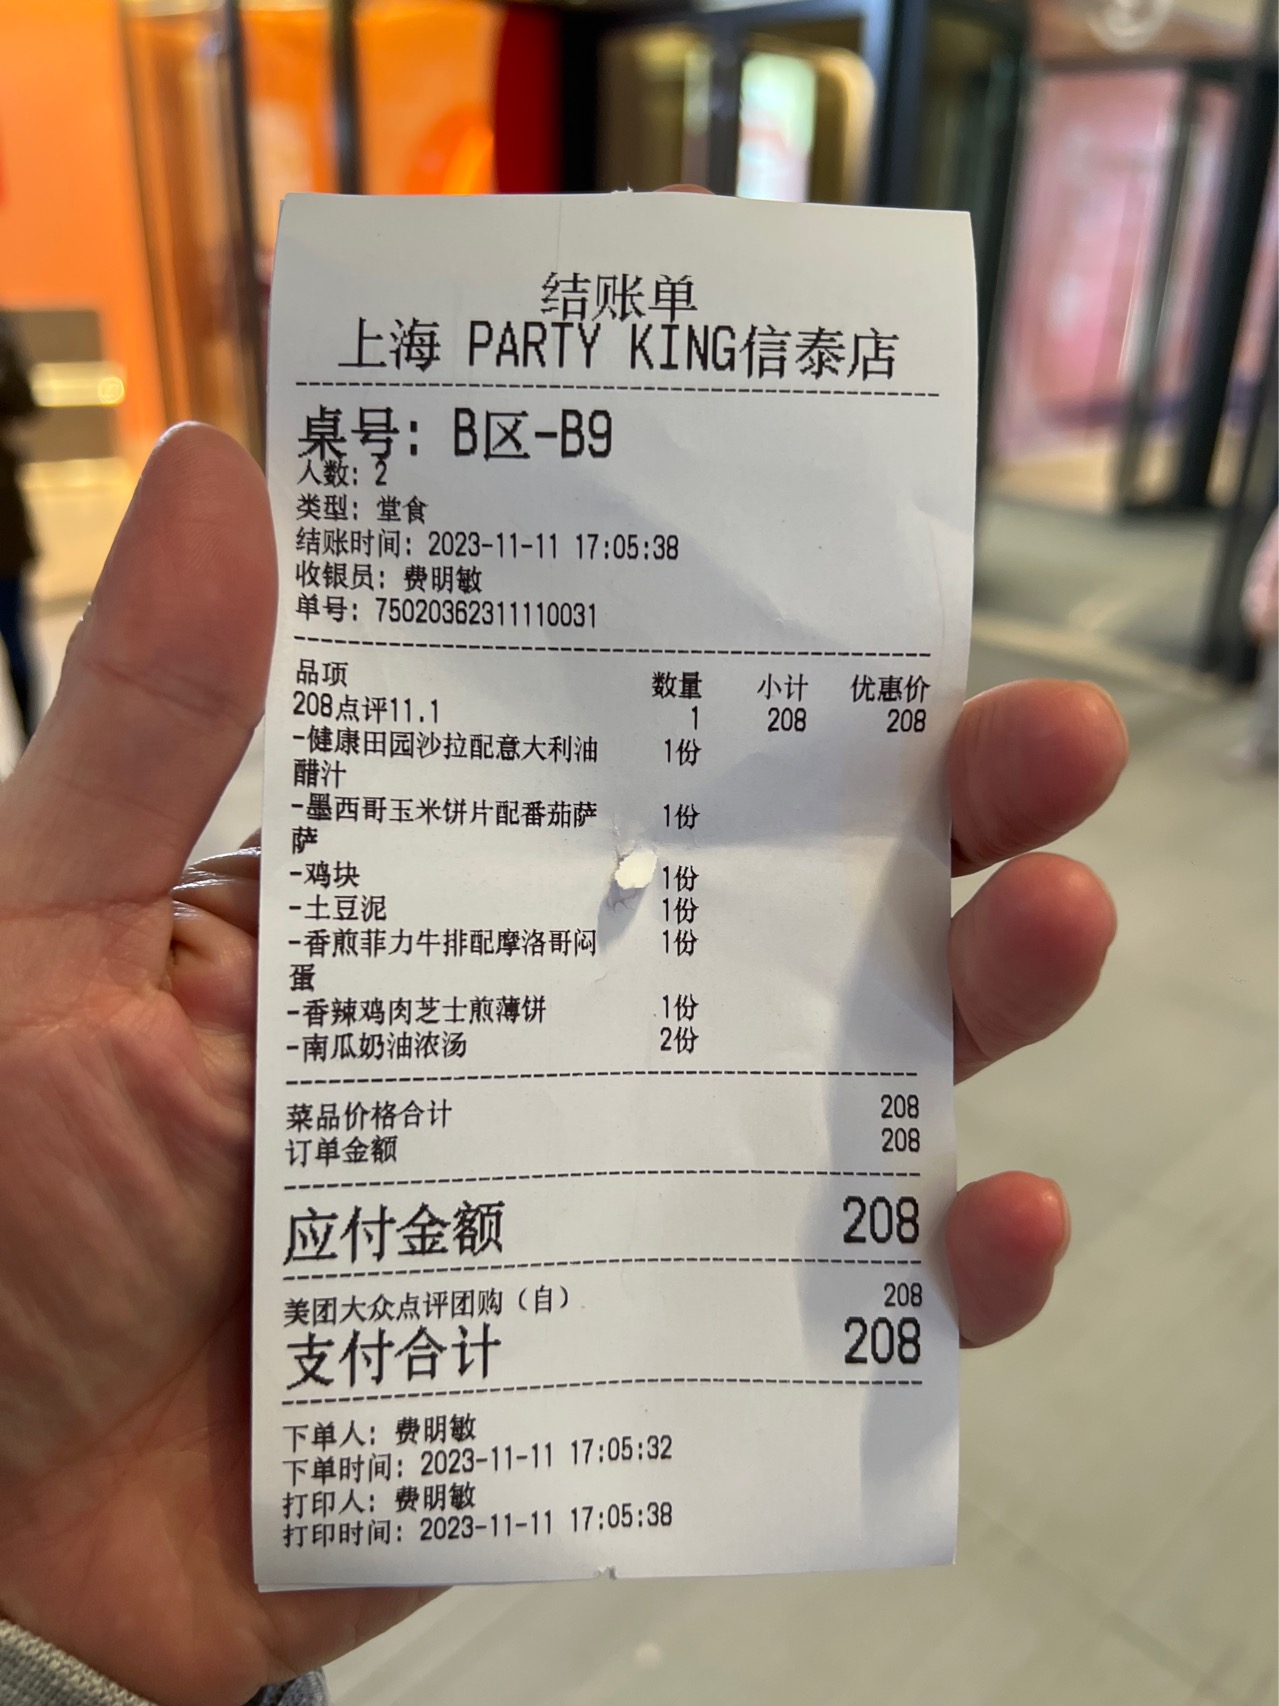 结账单
上海 PARTY KING信泰店
桌号: B区-B9
人数: 2
类型: 堂食
结账时间: 2023-11-11 17:05:38
收银员: 费明敏
单号: 75020362311110031
品项 数量 小计 优惠价
208点评11.1 1 208 208
-健康田园沙拉配意大利油 1份
醋汁
-墨西哥玉米饼片配番茄萨 1份
萨
-鸡块 1份
-土豆泥 1份
-香煎菲力牛排配摩洛哥闷 1份
蛋
-香辣鸡肉芝士煎薄饼 1份
-南瓜奶油浓汤 2份
菜品价格合计 208
订单金额 208
应付金额 208
美团大众点评团购（自） 208
支付合计 208
下单人: 费明敏
下单时间: 2023-11-11 17:05:32
打印人: 费明敏
打印时间: 2023-11-11 17:05:38